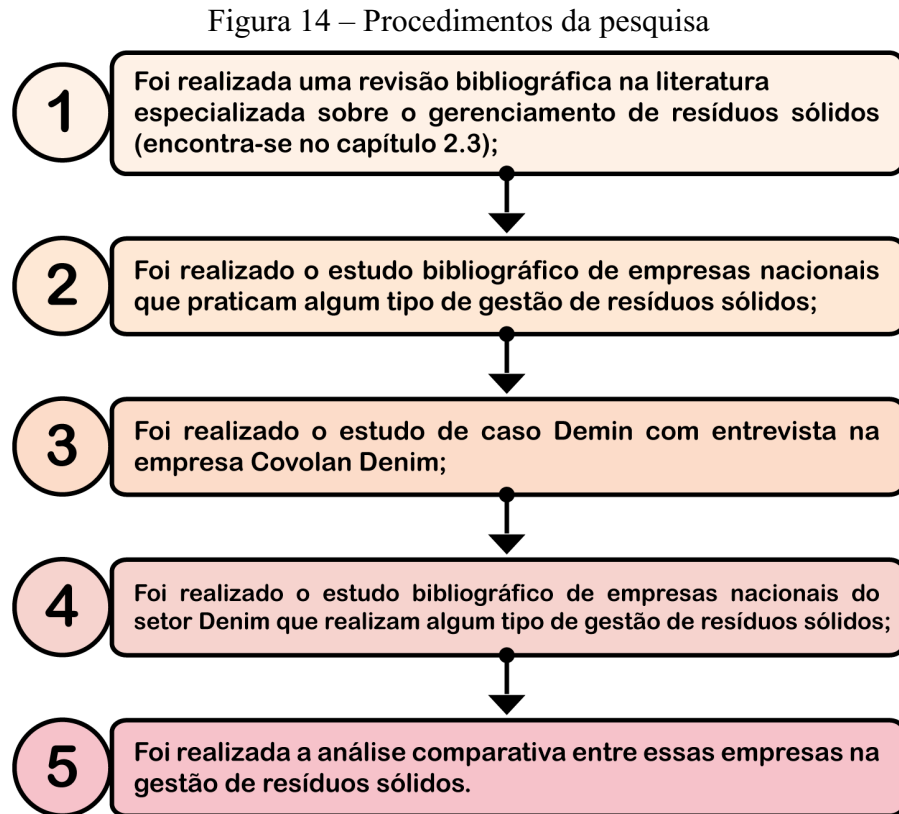 Figura 14 – Procedimentos da pesquisa
1
Foi realizada uma revisão bibliográfica na literatura
especializada sobre o gerenciamento de resíduos sólidos
(encontra-se no capítulo 2.3);
2
Foi realizado o estudo bibliográfico de empresas nacionais
que praticam algum tipo de gestão de resíduos sólidos;
3
Foi realizado o estudo de caso Demin com entrevista na
empresa Covolan Denim;
4
Foi realizado o estudo bibliográfico de empresas nacionais do
setor Denim que realizam algum tipo de gestão de resíduos sólidos;
5
Foi realizada a análise comparativa entre essas empresas na
gestão de resíduos sólidos.